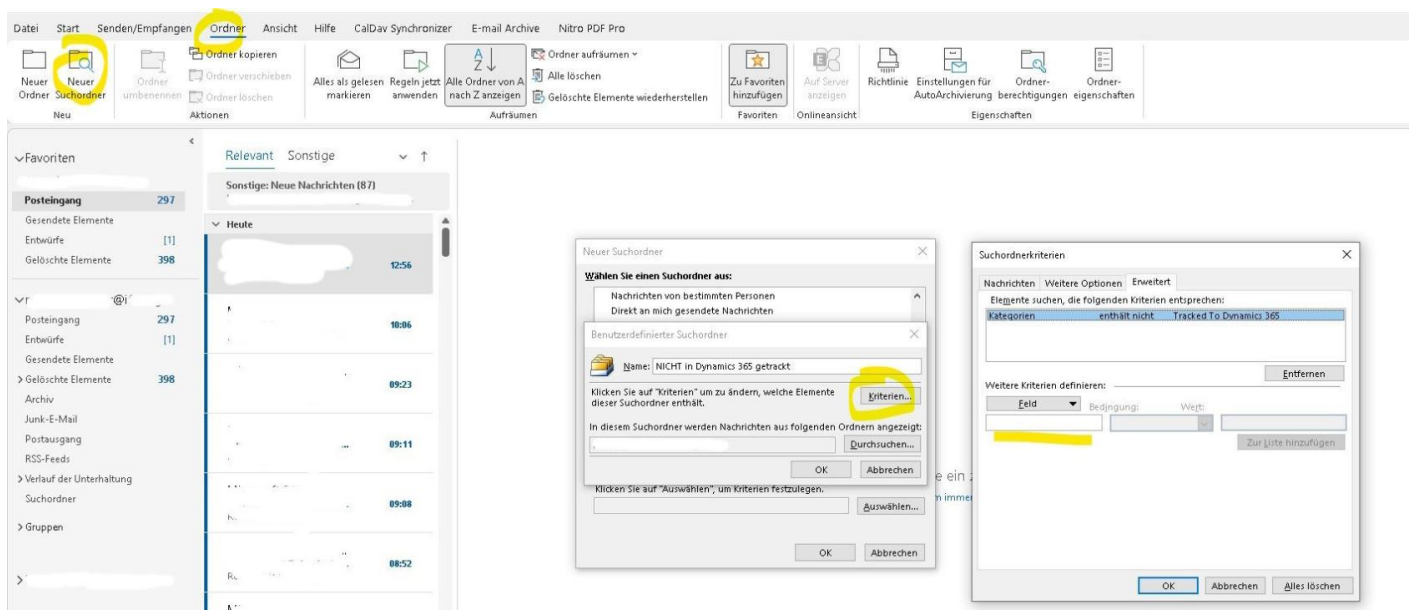 Datei Start Senden/Empfangen Ordner Ansicht Hilfe CalDav Synchronizer E-mail Archive Nitro PDF Pro
Neuer Ordner
Neuer Suchordner
Neu
Ordner umbenennen
Ordner kopieren
Ordner verschieben
Ordner löschen
Aktionen
Alles als gelesen markieren
Regeln jetzt anwenden
Alle Ordner von A nach Z anzeigen
Ordner aufräumen
Alle löschen
Gelöschte Elemente wiederherstellen
Aufräumen
Zu Favoriten hinzufügen
Favoriten
Auf Server anzeigen
Onlineansicht
Richtlinie
Einstellungen für AutoArchivierung
Ordner-berechtigungen
Ordner-eigenschaften
Eigenschaften
Favoriten
Posteingang 297
Gesendete Elemente
Entwürfe [1]
Gelöschte Elemente 398
@i
Posteingang 297
Entwürfe [1]
Gesendete Elemente
Gelöschte Elemente 398
Archiv
Junk-E-Mail
Postausgang
RSS-Feeds
Verlauf der Unterhaltung
Suchordner
Gruppen
Relevant Sonstige
Sonstige: Neue Nachrichten (87)
Heute
12:56
10:06
09:23
09:11
09:08
08:52
Neuer Suchordner
Wählen Sie einen Suchordner aus:
Nachrichten von bestimmten Personen
Direkt an mich gesendete Nachrichten
Benutzerdefinierter Suchordner
Name: NICHT in Dynamics 365 getrackt
Klicken Sie auf "Kriterien" um zu ändern, welche Elemente
dieser Suchordner enthält.
Kriterien...
In diesem Suchordner werden Nachrichten aus folgenden Ordnern angezeigt:
Durchsuchen...
OK Abbrechen
Klicken Sie auf "Auswählen", um Kriterien festzulegen.
Auswählen...
OK Abbrechen
e ein
immer
Suchordnerkriterien
Nachrichten Weitere Optionen Erweitert
Elemente suchen, die folgenden Kriterien entsprechen:
Kategorien enthält nicht Tracked To Dynamics 365
Entfernen
Weitere Kriterien definieren:
Feld Bedingung: Wert:
Zur Liste hinzufügen
OK Abbrechen Alles löschen